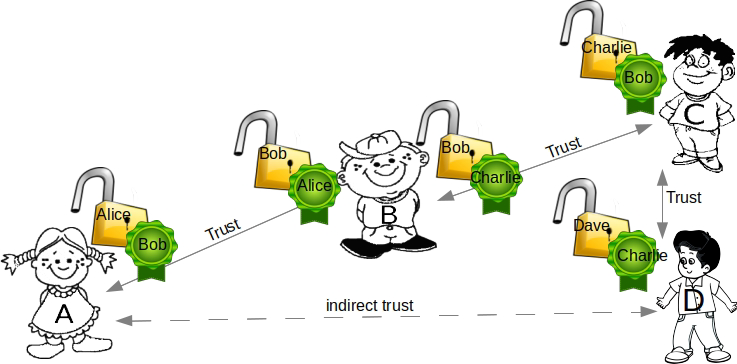 Charlie
Bob
C
Trust
Bob
Alice
B
Bob
Charlie
Trust
Dave
Charlie
D
Alice
Bob
Trust
A
indirect trust